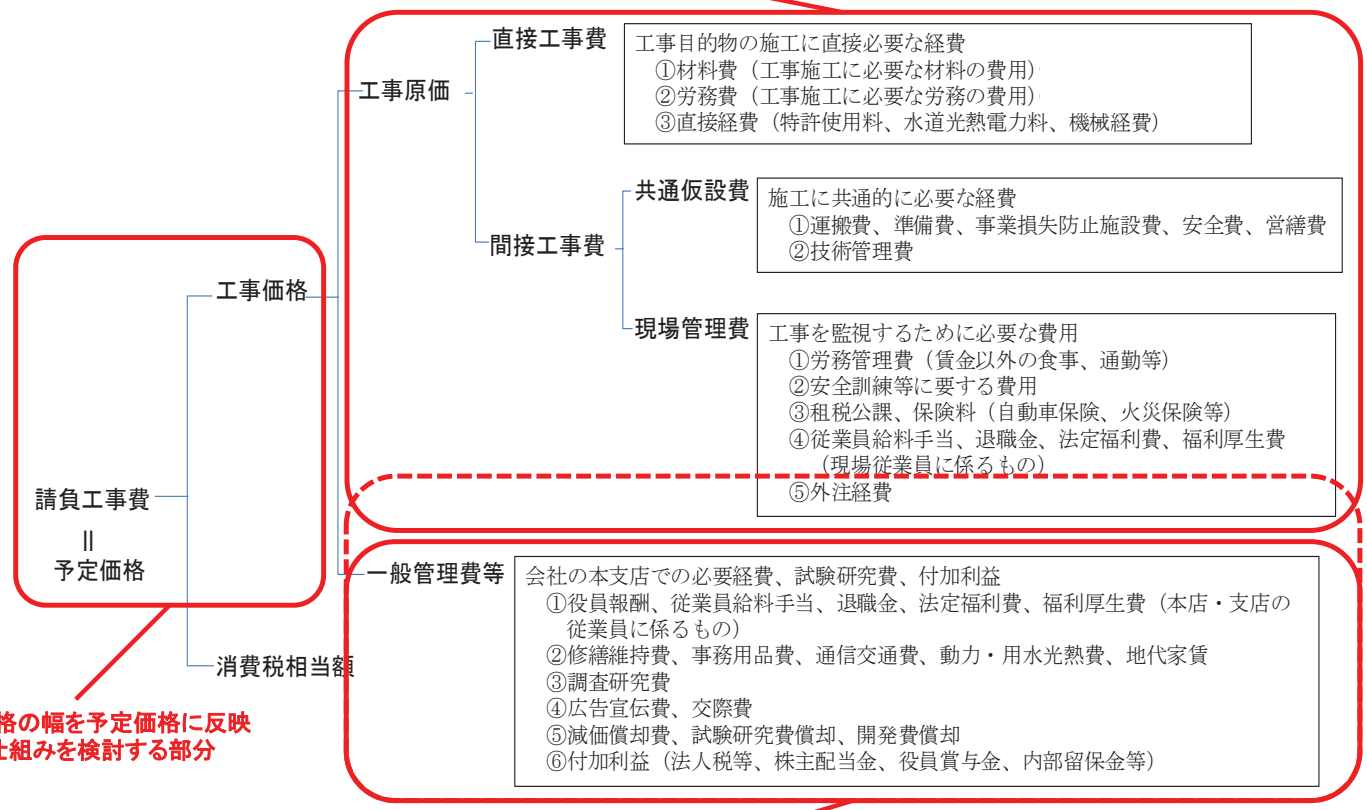 直接工事費
工事目的物の施工に直接必要な経費
①材料費（工事施工に必要な材料の費用）
②労務費（工事施工に必要な労務の費用）
③直接経費（特許使用料、水道光熱電力料、機械経費）
工事原価
共通仮設費
施工に共通的に必要な経費
①運搬費、準備費、事業損失防止施設費、安全費、営繕費
②技術管理費
間接工事費
工事価格
現場管理費
工事を監視するために必要な費用
①労務管理費（賃金以外の食事、通勤等）
②安全訓練等に要する費用
③租税公課、保険料（自動車保険、火災保険等）
④従業員給料手当、退職金、法定福利費、福利厚生費
（現場従業員に係るもの）
⑤外注経費
請負工事費
||
予定価格
一般管理費等
会社の本支店での必要経費、試験研究費、付加利益
①役員報酬、従業員給料手当、退職金、法定福利費、福利厚生費（本店・支店の
従業員に係るもの）
②修繕維持費、事務用品費、通信交通費、動力・用水光熱費、地代家賃
③調査研究費
④広告宣伝費、交際費
⑤減価償却費、試験研究費償却、開発費償却
⑥付加利益（法人税等、株主配当金、役員賞与金、内部留保金等）
消費税相当額
格の幅を予定価格に反映
仕組みを検討する部分